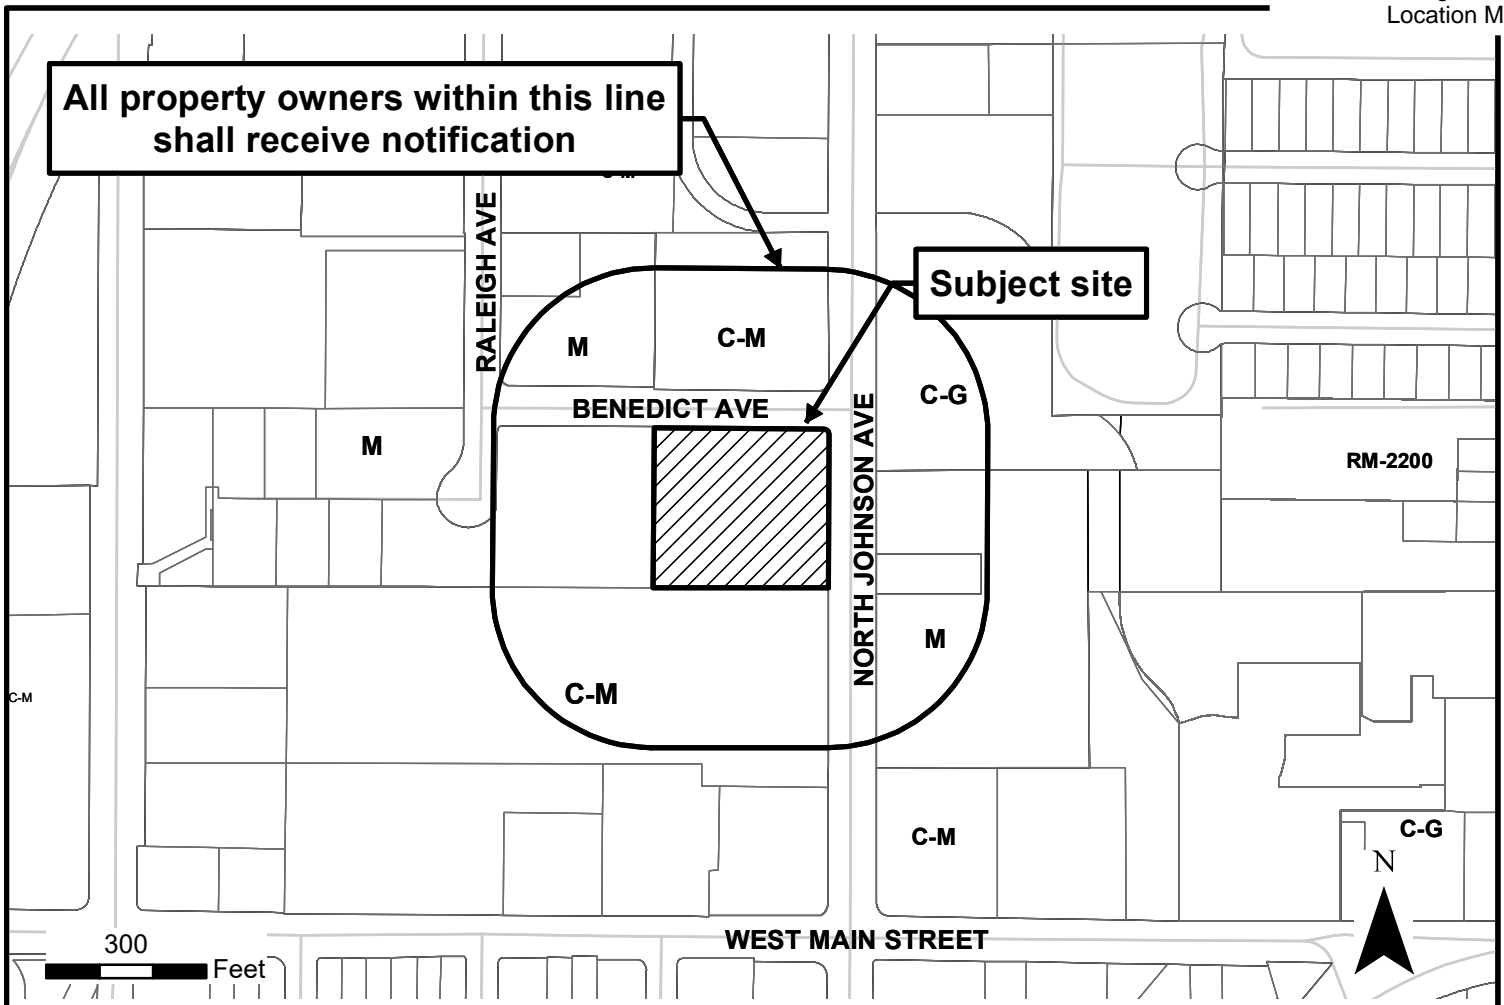 Location M
All property owners within this line
shall receive notification
C-M
RALEIGH AVE
Subject site
M
C-M
C-G
BENEDICT AVE
M
NORTH JOHNSON AVE
RM-2200
M
C-M
C-M
C-M
C-G
N
WEST MAIN STREET
300
Feet